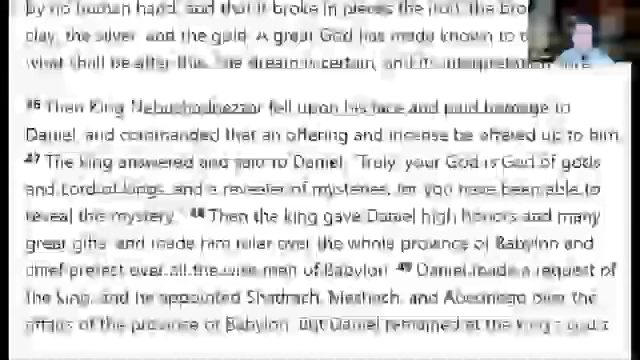 by no human hand, and that it broke in pieces the iron, the bro
clay, the silver, and the gold. A great God has made known to
what shall be after this. The dream is certain, and its interpretation
46 Then King Nebuchadnezzar fell upon his face and paid homage to
Daniel, and commanded that an offering and incense be offered up to him.
47 The king answered and said to Daniel, "Truly, your God is God of gods
and Lord of kings, and a revealer of mysteries, for you have been able to
reveal this mystery." 48 Then the king gave Daniel high honors and many
great gifts, and made him ruler over the whole province of Babylon and
chief prefect over all the wise men of Babylon. 49 Daniel made a request of
the king, and he appointed Shadrach, Meshach, and Abednego over the
affairs of the province of Babylon. But Daniel remained at the king's court.